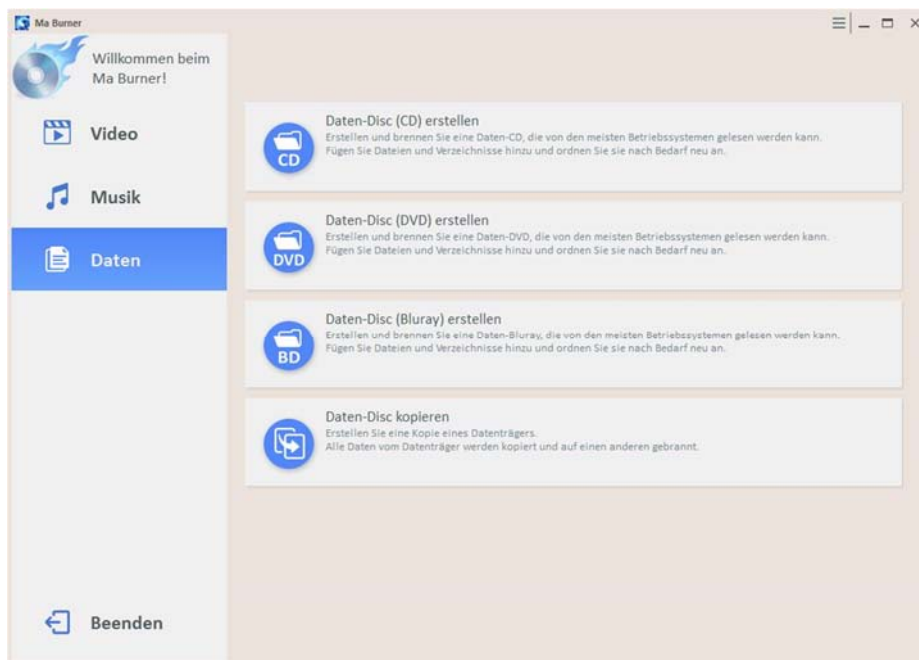 Ma Burner
Willkommen beim
Ma Burner!
Video
Musik
Daten
Beenden
Daten-Disc (CD) erstellen
Erstellen und brennen Sie eine Daten-CD, die von den meisten Betriebssystemen gelesen werden kann.
Fügen Sie Dateien und Verzeichnisse hinzu und ordnen Sie sie nach Bedarf neu an.
CD
Daten-Disc (DVD) erstellen
Erstellen und brennen Sie eine Daten-DVD, die von den meisten Betriebssystemen gelesen werden kann.
Fügen Sie Dateien und Verzeichnisse hinzu und ordnen Sie sie nach Bedarf neu an.
DVD
Daten-Disc (Bluray) erstellen
Erstellen und brennen Sie eine Daten-Bluray, die von den meisten Betriebssystemen gelesen werden kann.
Fügen Sie Dateien und Verzeichnisse hinzu und ordnen Sie sie nach Bedarf neu an.
BD
Daten-Disc kopieren
Erstellen Sie eine Kopie eines Datenträgers.
Alle Daten vom Datenträger werden kopiert und auf einen anderen gebrannt.